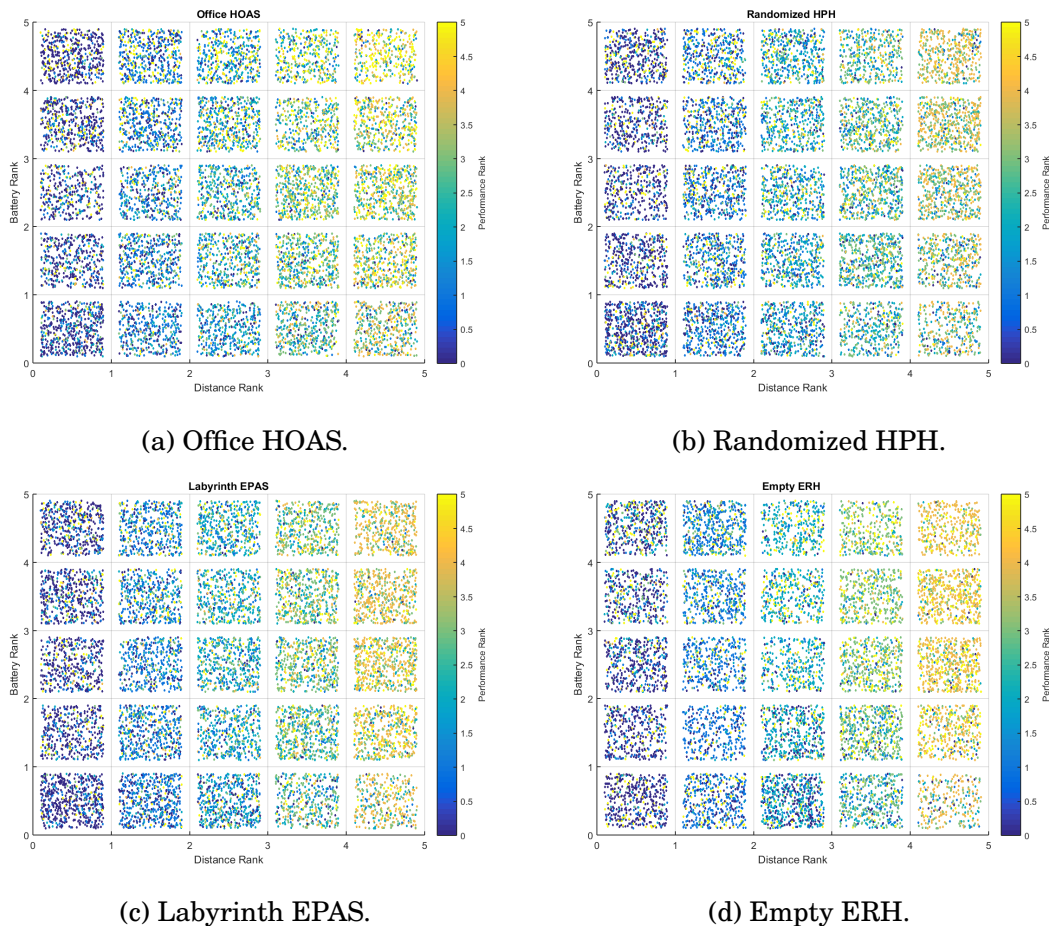 Office HOAS
5
4
3
2
1
0
Battery Rank
0 1 2 3 4 5
Distance Rank
5
4.5
4
3.5
3
2.5
2
1.5
1
0.5
0
Performance Rank
(a) Office HOAS.
Randomized HPH
5
4
3
2
1
0
Battery Rank
0 1 2 3 4 5
Distance Rank
5
4.5
4
3.5
3
2.5
2
1.5
1
0.5
0
Performance Rank
(b) Randomized HPH.
Labyrinth EPAS
5
4
3
2
1
0
Battery Rank
0 1 2 3 4 5
Distance Rank
5
4.5
4
3.5
3
2.5
2
1.5
1
0.5
0
Performance Rank
(c) Labyrinth EPAS.
Empty ERH
5
4
3
2
1
0
Battery Rank
0 1 2 3 4 5
Distance Rank
5
4.5
4
3.5
3
2.5
2
1.5
1
0.5
0
Performance Rank
(d) Empty ERH.